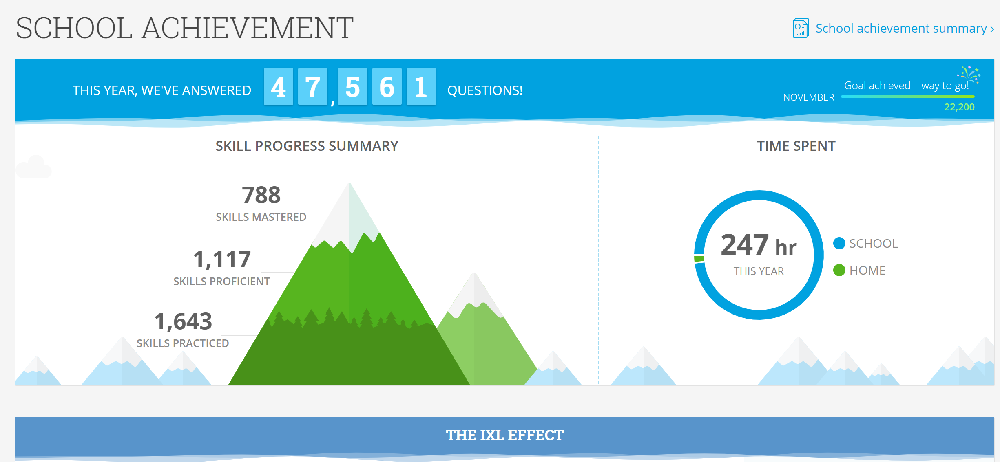 SCHOOL ACHIEVEMENT
School achievement summary ›
THIS YEAR, WE'VE ANSWERED 47,561 QUESTIONS!
Goal achieved—way to go!
NOVEMBER
22,200
SKILL PROGRESS SUMMARY
788
SKILLS MASTERED
1,117
SKILLS PROFICIENT
1,643
SKILLS PRACTICED
TIME SPENT
247 hr
THIS YEAR
SCHOOL
HOME
THE IXL EFFECT